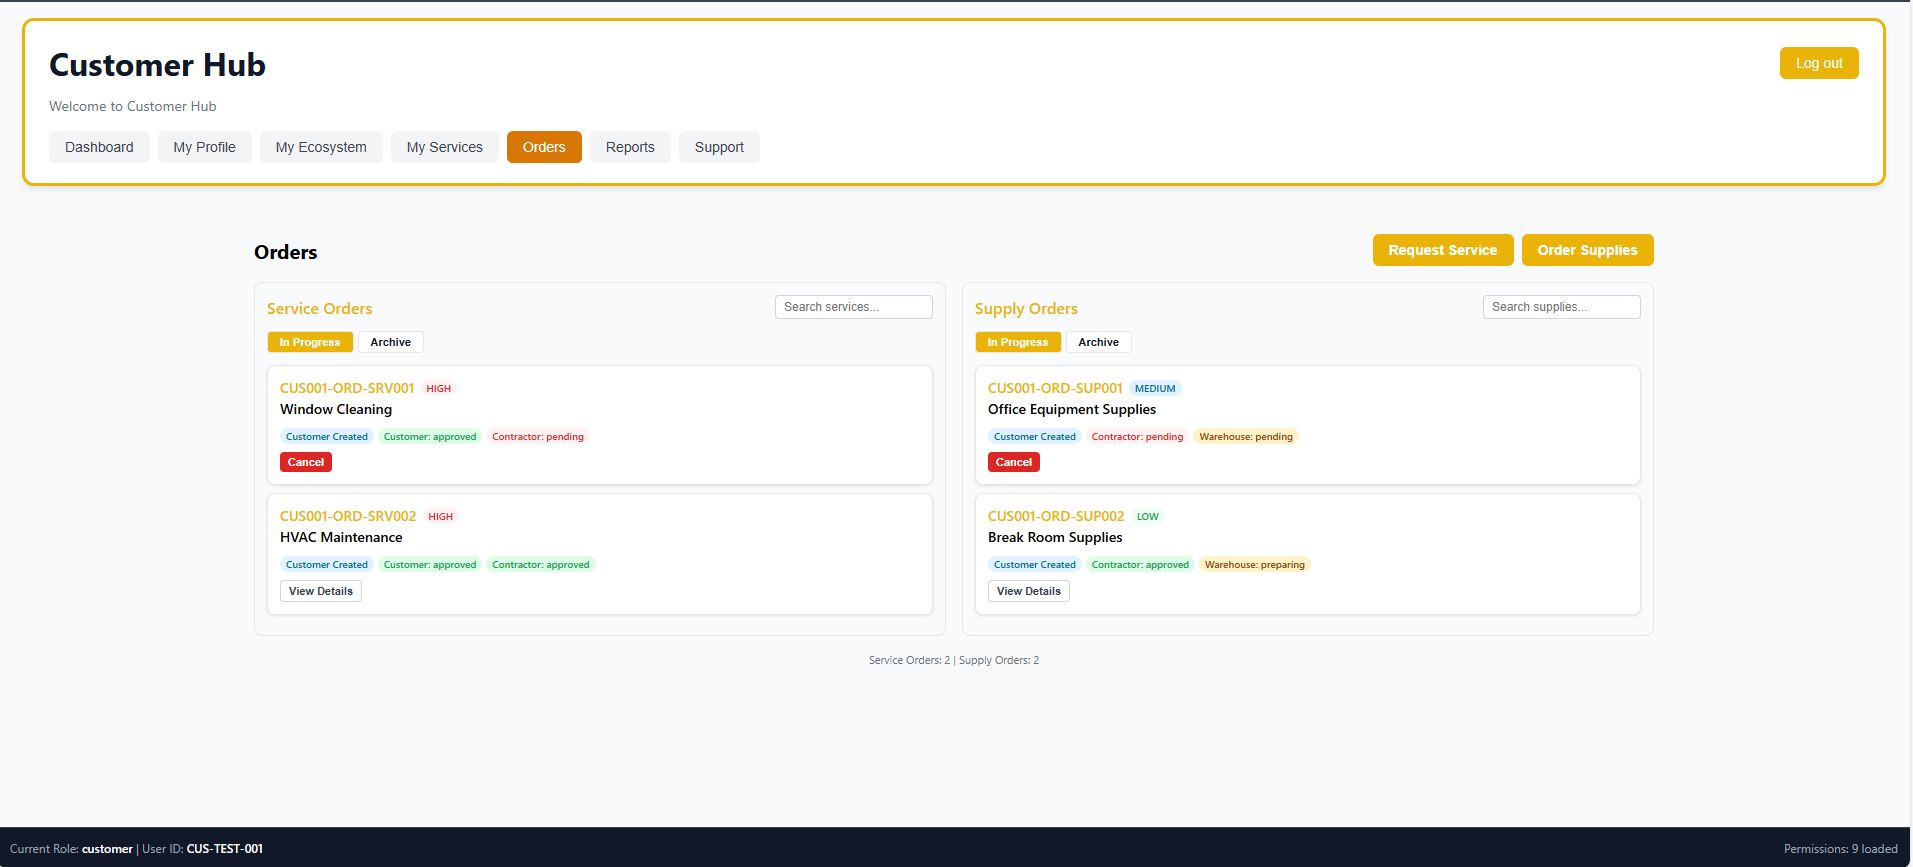 Customer Hub
Log out
Welcome to Customer Hub
Dashboard My Profile My Ecosystem My Services Orders Reports Support
Orders
Request Service Order Supplies
Service Orders
Search services...
In Progress Archive
CUS001-ORD-SRV001 HIGH
Window Cleaning
Customer Created Customer: approved Contractor: pending
Cancel
CUS001-ORD-SRV002 HIGH
HVAC Maintenance
Customer Created Customer: approved Contractor: approved
View Details
Supply Orders
Search supplies...
In Progress Archive
CUS001-ORD-SUP001 MEDIUM
Office Equipment Supplies
Customer Created Contractor: pending Warehouse: pending
Cancel
CUS001-ORD-SUP002 LOW
Break Room Supplies
Customer Created Contractor: approved Warehouse: preparing
View Details
Service Orders: 2 | Supply Orders: 2
Current Role: customer | User ID: CUS-TEST-001
Permissions: 9 loaded